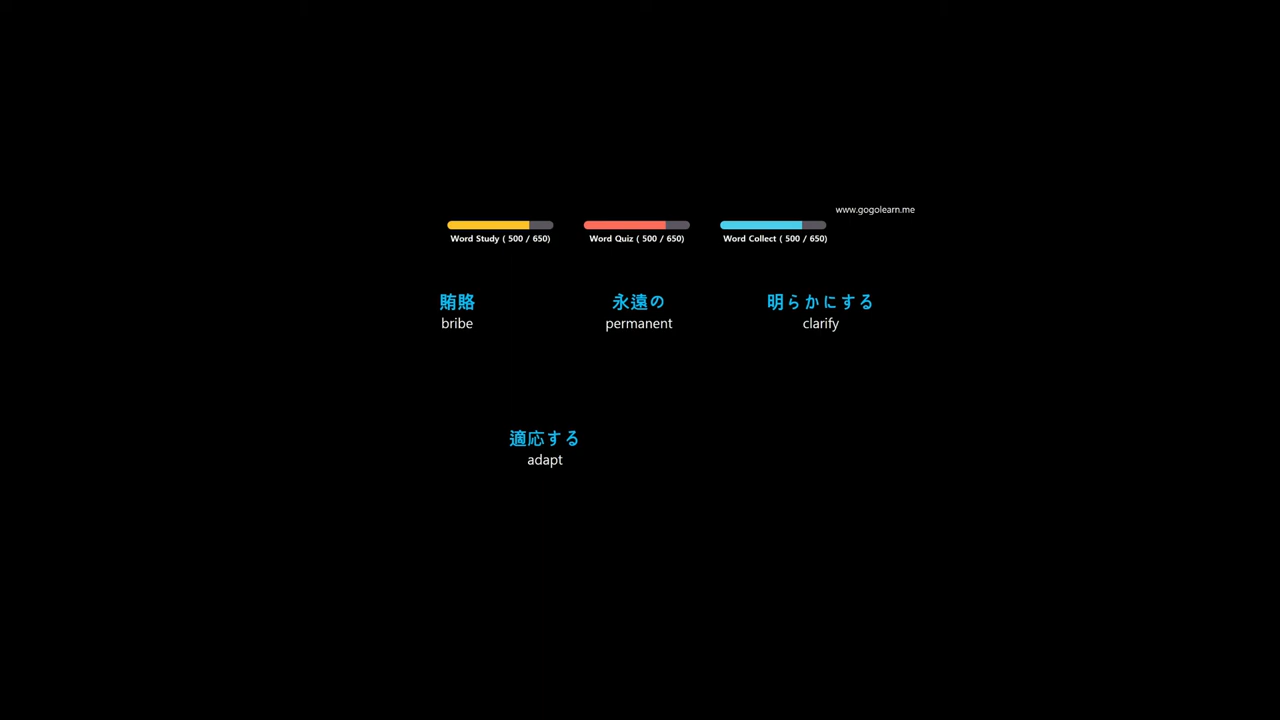 www.gogolearn.me
Word Study ( 500 / 650)
Word Quiz ( 500 / 650)
Word Collect ( 500 / 650)
賄賂
bribe
永遠の
permanent
明らかにする
clarify
適応する
adapt